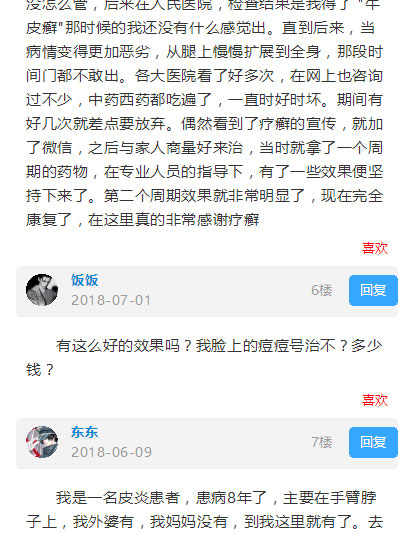 没怎么管，后来在人民医院，检查结果是我得了 "牛
皮癣"那时候的我还没有什么感觉出。直到后来，当
病情变得更加恶劣，从腿上慢慢扩展到全身，那段时
间门都不敢出。各大医院看了好多次，在网上也咨询
过不少，中药西药都吃遍了，一直时好时坏。期间有
好几次就差点要放弃。偶然看到了疗癣的宣传，就加
了微信，之后与家人商量好来治，当时就拿了一个周
期的药物，在专业人员的指导下，有了一些效果便坚
持下来了。第二个周期效果就非常明显了，现在完全
康复了，在这里真的非常感谢疗癣
喜欢
饭饭
6楼
回复
2018-07-01
有这么好的效果吗？我脸上的痘痘号治不？多少
钱？
喜欢
东东
7楼
回复
2018-06-09
我是一名皮炎患者，患病8年了，主要在手臂脖
子上，我外婆有，我妈妈没有，到我这里就有了。去